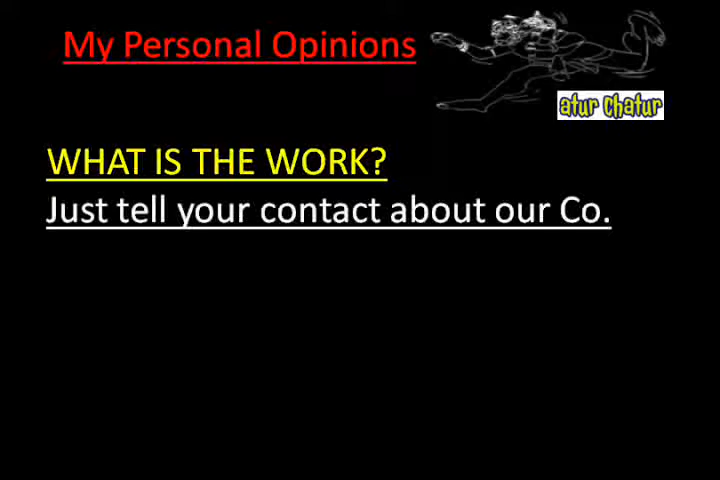 My Personal Opinions
atur chatur
WHAT IS THE WORK?
Just tell your contact about our Co.